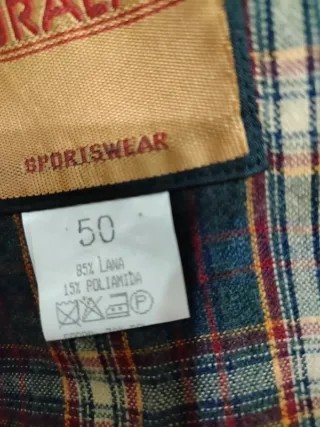 SPORTSWEAR
50
85% LANA
15% POLIAMIDA
P